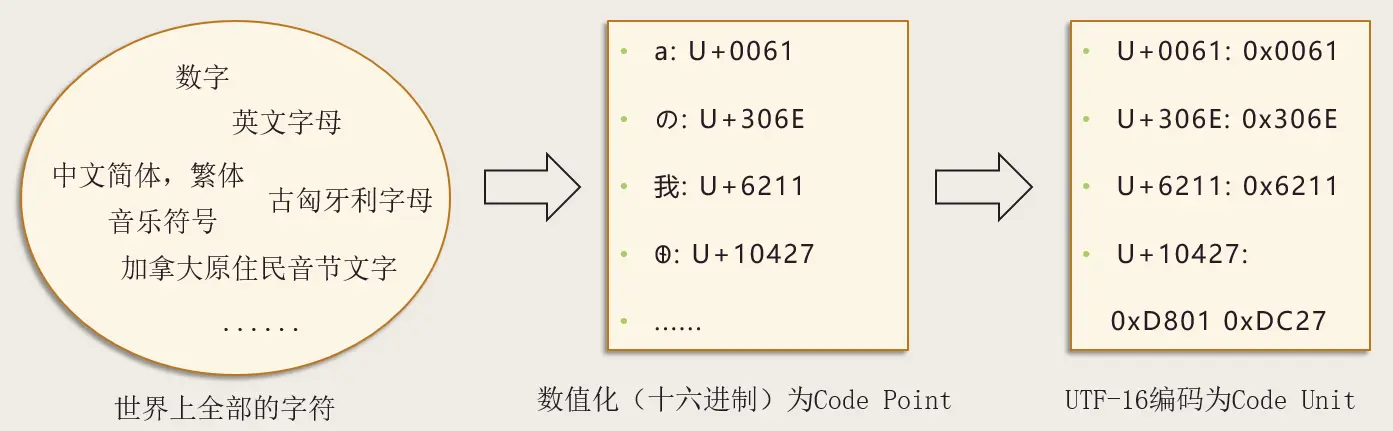 数字
英文字母
中文简体，繁体
古匈牙利字母
音乐符号
加拿大原住民音节文字
......
世界上全部的字符
• a: U+0061
• の: U+306E
• 我: U+6211
• 𐐧: U+10427
• ......
数值化（十六进制）为Code Point
• U+0061: 0x0061
• U+306E: 0x306E
• U+6211: 0x6211
• U+10427:
0xD801 0xDC27
UTF-16编码为Code Unit